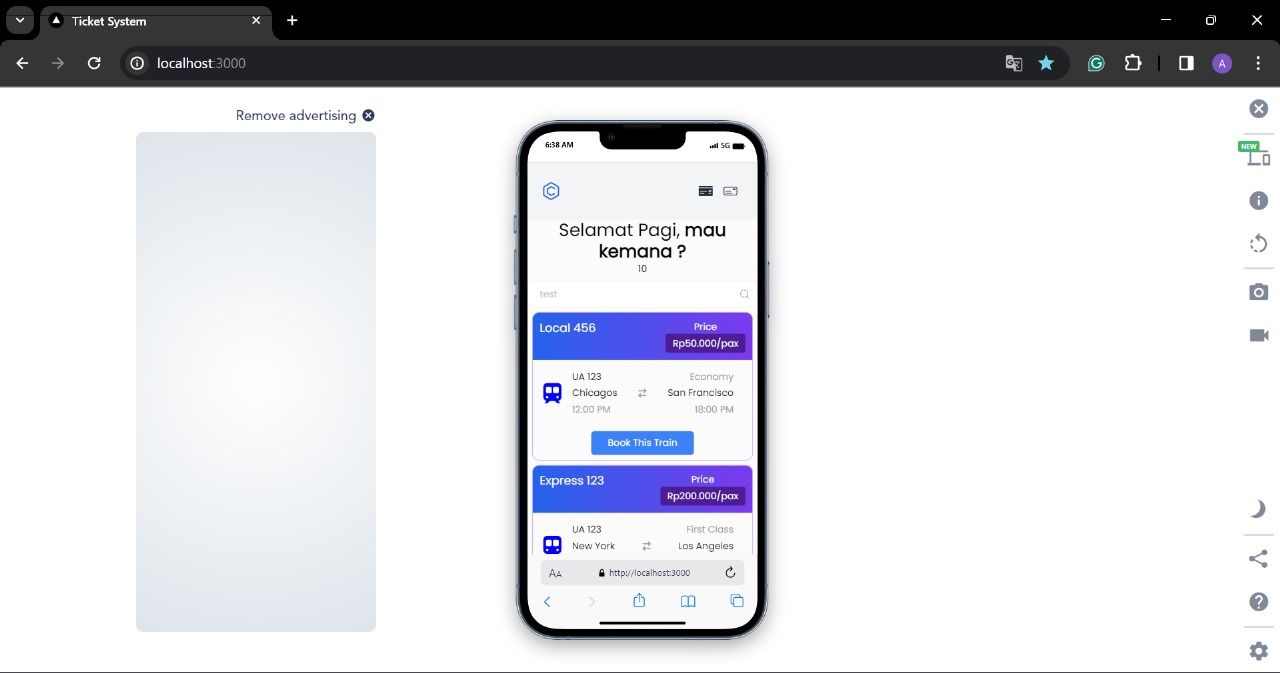 Ticket System
localhost:3000
A
Remove advertising
NEW
6:38 AM
5G
C
Selamat Pagi, mau
kemana ?
10
test
Local 456
Price
Rp50.000/pax
UA 123
Economy
Chicagos
San Francisco
12:00 PM
18:00 PM
Book This Train
Express 123
Price
Rp200.000/pax
UA 123
First Class
New York
Los Angeles
AA
http://localhost:3000